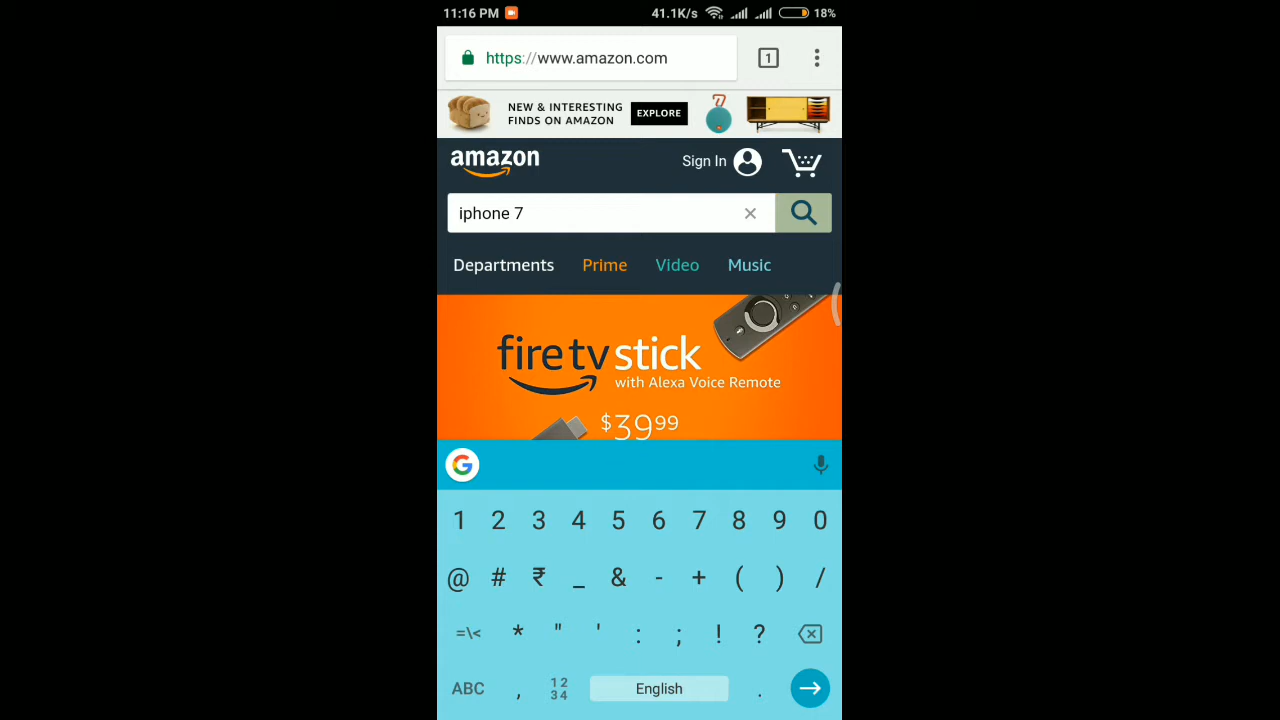 11:16 PM 41.1K/s 18%
https://www.amazon.com 1
NEW & INTERESTING
FINDS ON AMAZON
EXPLORE
amazon Sign In
iphone 7
Departments Prime Video Music
fire tv stick
with Alexa Voice Remote
$39.99
1 2 3 4 5 6 7 8 9 0
@ # ₹ _ & - + ( ) /
=\< * " ' : ; ! ?
ABC , 12 34 English .